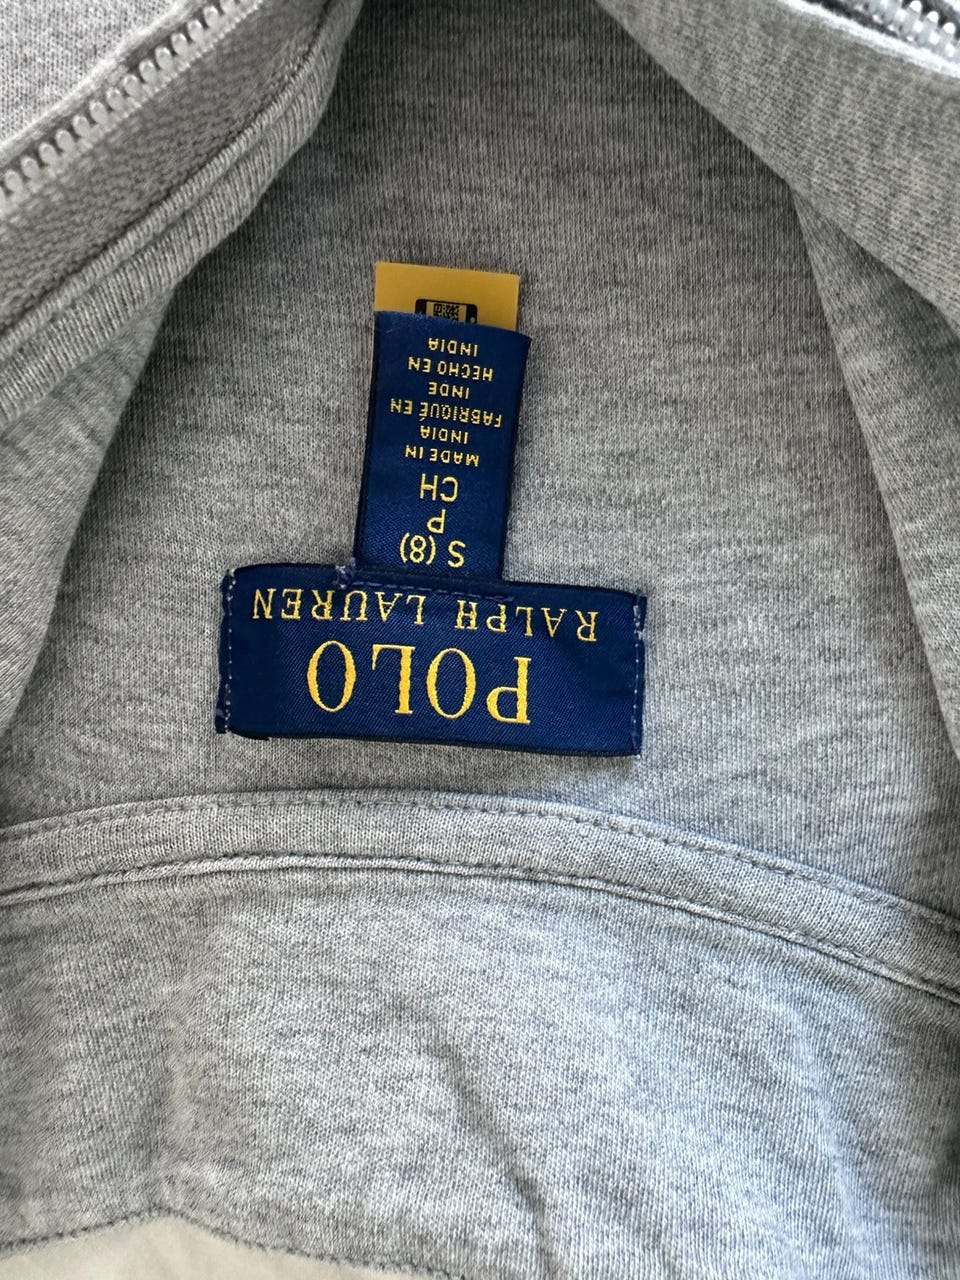 POLO
RALPH LAUREN
S (8)
P
CH
MADE IN
INDIA
FABRIQUÉ EN
INDE
HECHO EN
INDIA